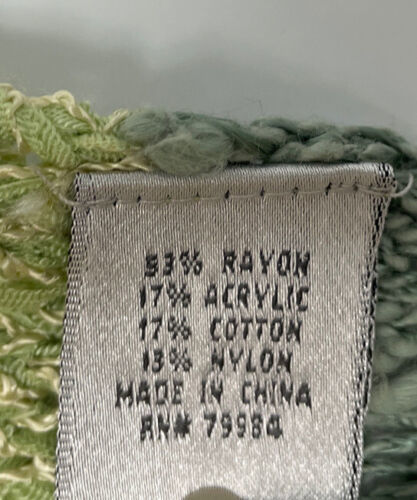 53% RAYON
17% ACRYLIC
17% COTTON
13% NYLON
MADE IN CHINA
RN# 79984